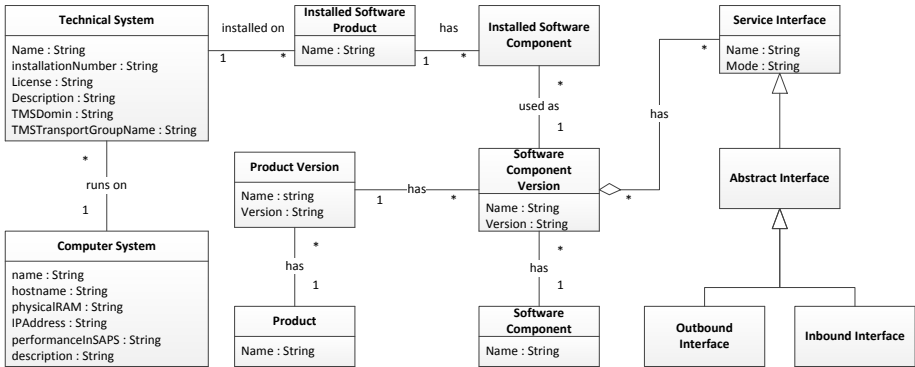 Technical System
Name : String
installationNumber : String
License : String
Description : String
TMSDomin : String
TMSTransportGroupName : String
installed on
1
*
Installed Software
Product
Name : String
has
1
*
Installed Software
Component
*
used as
1
Service Interface
Name : String
Mode : String
*
has
*
*
runs on
1
Product Version
Name : string
Version : String
has
1
*
Software
Component
Version
Name : String
Version : String
Abstract Interface
Computer System
name : String
hostname : String
physicalRAM : String
IPAddress : String
performanceInSAPS : String
description : String
*
has
1
Product
Name : String
*
has
1
Software
Component
Name : String
Outbound
Interface
Inbound Interface